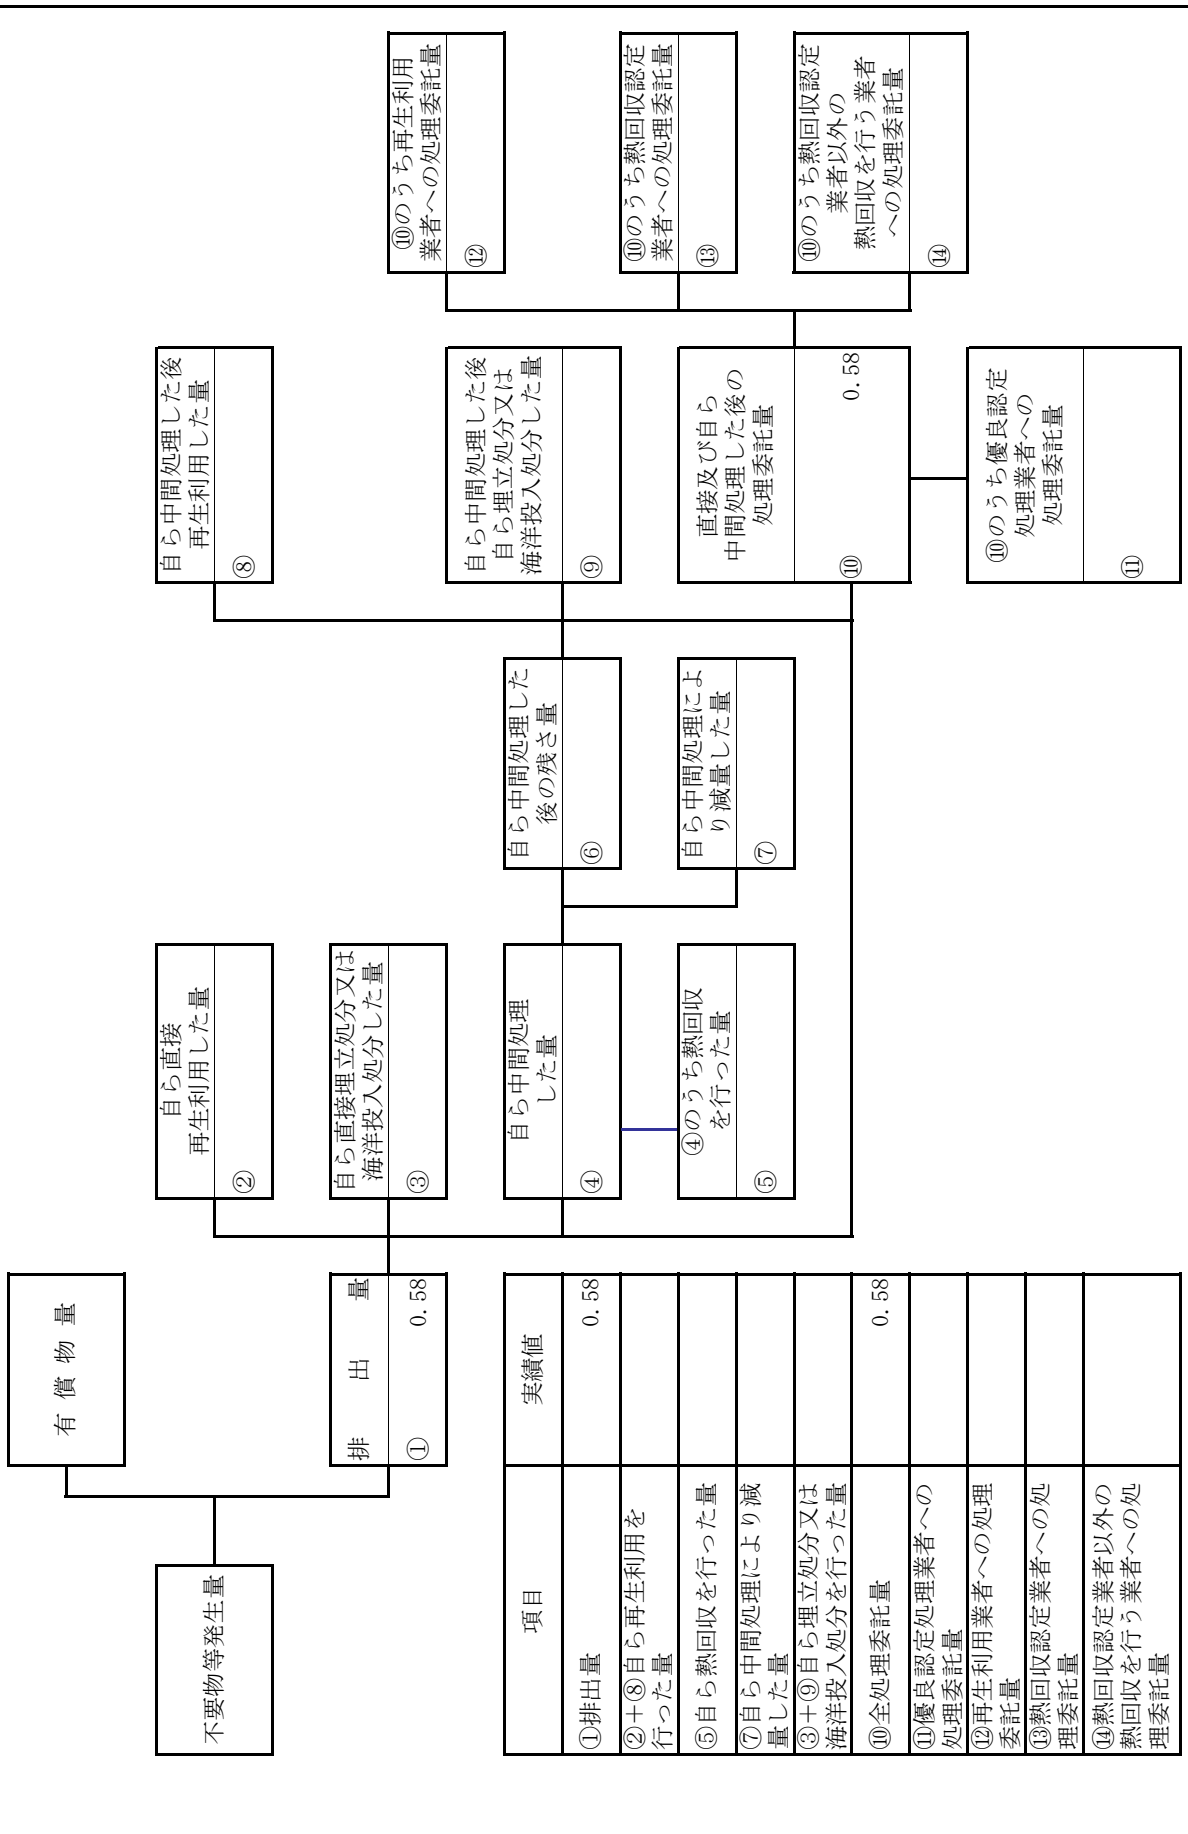 有償物量
不要物等発生量
排出量
① 0.58
自ら直接
再生利用した量
②
自ら直接埋立処分又は
海洋投入処分した量
③
自ら中間処理
した量
④
④のうち熱回収
を行った量
⑤
自ら中間処理した
後の残さ量
⑥
自ら中間処理によ
り減量した量
⑦
自ら中間処理した後
再生利用した量
⑧
自ら中間処理した後
自ら埋立処分又は
海洋投入処分した量
⑨
直接及び自ら
中間処理した後の
処理委託量
⑩ 0.58
⑩のうち優良認定
処理業者への
処理委託量
⑪
⑩のうち再生利用
業者への処理委託量
⑫
⑩のうち熱回収認定
業者への処理委託量
⑬
⑩のうち熱回収認定
業者以外の
熱回収を行う業者
への処理委託量
⑭
項目 実績値
①排出量 0.58
②+⑧自ら再生利用を
行った量
⑤自ら熱回収を行った量
⑦自ら中間処理により減
量した量
③+⑨自ら埋立処分又は
海洋投入処分を行った量
⑩全処理委託量 0.58
⑪優良認定処理業者への
処理委託量
⑫再生利用業者への処理
委託量
⑬熱回収認定業者への処
理委託量
⑭熱回収認定業者以外の
熱回収を行う業者への処
理委託量